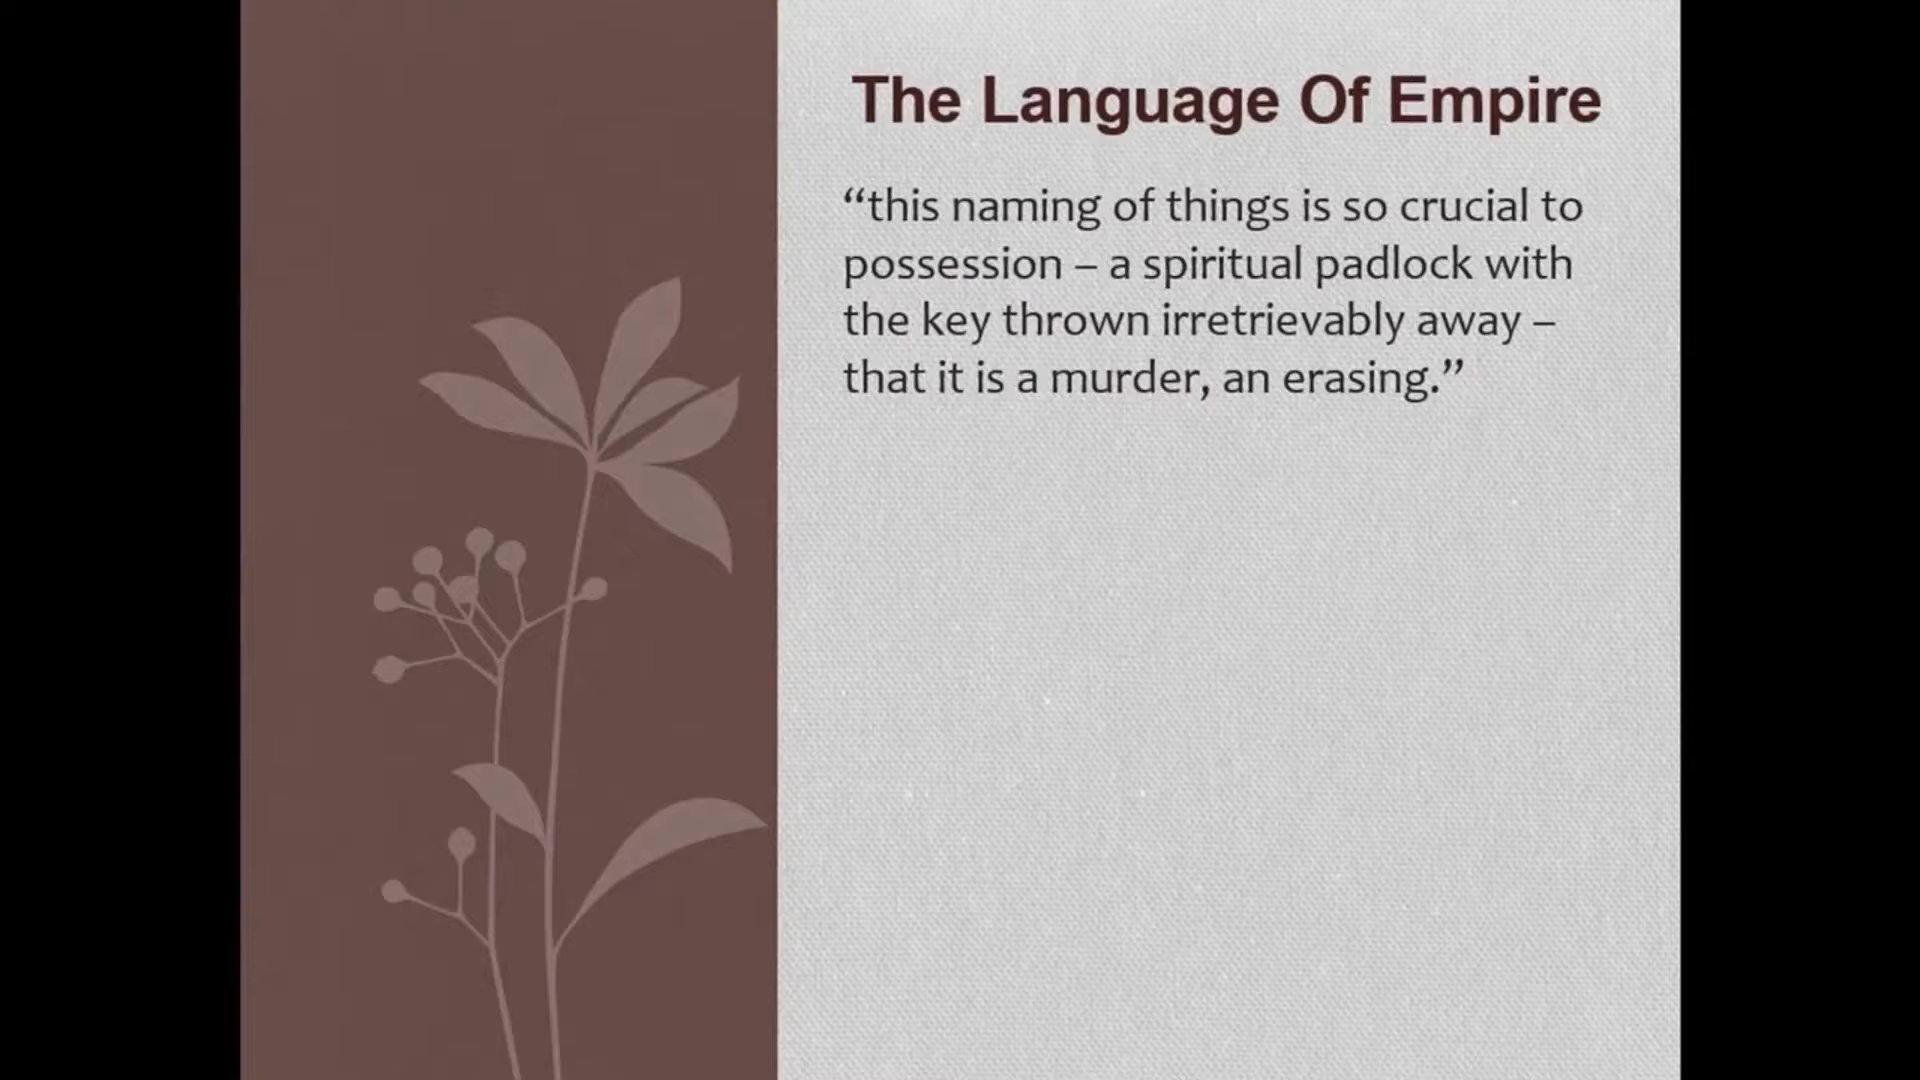 The Language Of Empire
“this naming of things is so crucial to
possession – a spiritual padlock with
the key thrown irretrievably away –
that it is a murder, an erasing.”